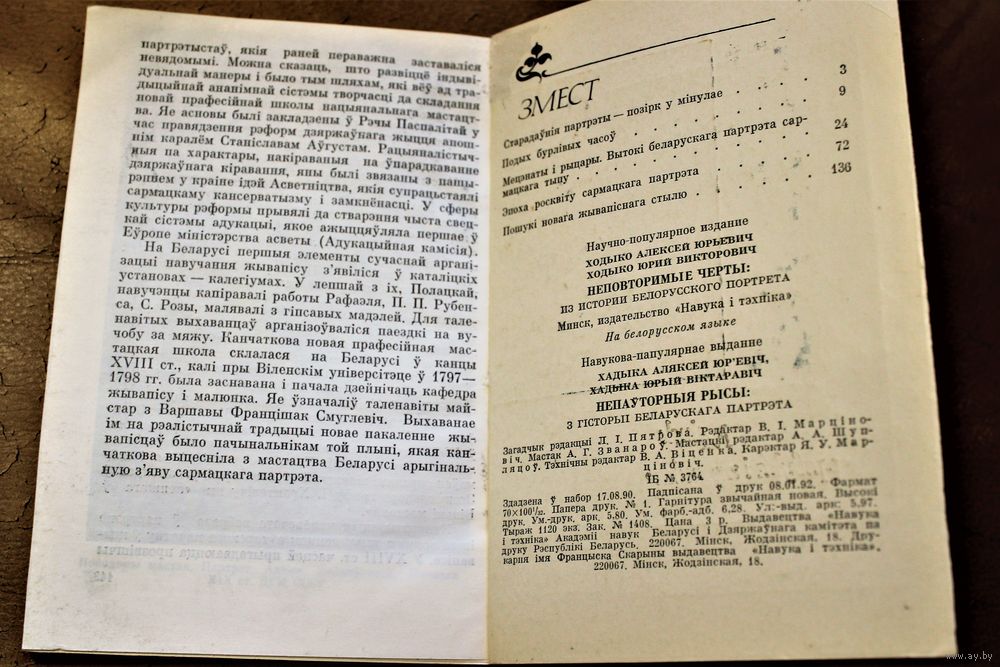 партрэтыстаў, якія раней пераважна заставаліся
невядомымі. Можна сказаць, што развіццё індыві-
дуальнай манеры і было тым шляхам, які вёў ад тра-
дыцыйнай ананімнай сістэмы творчасці да складання
новай прафесійнай школы нацыянальнага мастацт-
ва. Яе асновы былі закладзены ў Рэчы Паспалітай у
час правядзення рэформ дзяржаўнага жыцця апош-
нім каралём Станіславам Аўгустам. Рацыяналістыч-
ныя па характары, накіраваныя на ўпарадкаванне
дзяржаўнага кіравання, яны былі звязаны з пашы-
рэннем у краіне ідэй Асветніцтва, якія супрацьстаялі
сармацкаму кансерватызму і замкнёнасці. У сферы
культуры рэформы прывялі да стварэння чыста свец-
кай сістэмы адукацыі, якое ажыццяўляла першае ў
Еўропе міністэрства асветы (Адукацыйная камісія).
На Беларусі першыя элементы сучаснай аргані-
зацыі навучання жывапісу з'явіліся ў каталіцкіх
установах — калегіумах. У лепшай з іх, Полацкай,
навучэнцы капіравалі работы Рафаэля, П. П. Рубен-
са, С. Розы, малявалі з гіпсавых мадэлей. Для тале-
навітых выхаванцаў арганізоўваліся паездкі на ву-
чобу за мяжу. Канчаткова новая прафесійная мас-
тацкая школа склалася на Беларусі ў канцы
XVIII ст., калі пры Віленскім універсітэце ў 1797—
1798 гг. была заснавана і пачала дзейнічаць кафедра
жывапісу і малюнка. Яе ўзначаліў таленавіты май-
стар з Варшавы Францішак Смуглевіч. Выхаванае
ім на рэалістычнай традыцыі новае пакаленне жы-
вапісцаў было пачынальнікам той плыні, якая кан-
чаткова выцесніла з мастацтва Беларусі арыгіналь-
ную з'яву сармацкага партрэта.
ЗМЕСТ
Старадаўнія партрэты — позірк у мінулае . . . . 3
Подых бурлівых часоў . . . . . . . 9
Мецэнаты і рыцары. Вытокі беларускага партрэта сар-
мацкага тыпу . . . . . . . . 24
Эпоха росквіту сармацкага партрэта . . . . . 72
Пошукі новага жывапіснага стылю . . . . . 136
Научно-популярное издание
ХОДЫКО АЛЕКСЕЙ ЮРЬЕВИЧ
ХОДЫКО ЮРИЙ ВИКТОРОВИЧ
НЕПОВТОРИМЫЕ ЧЕРТЫ:
ИЗ ИСТОРИИ БЕЛОРУССКОГО ПОРТРЕТА
Минск, издательство «Навука і тэхніка»
На белорусском языке
Навукова-папулярнае выданне
ХАДЫКА АЛЯКСЕЙ ЮР'ЕВІЧ,
ХАДЫКА ЮРЫЙ ВІКТАРАВІЧ
НЕПАЎТОРНЫЯ РЫСЫ:
З ГІСТОРЫІ БЕЛАРУСКАГА ПАРТРЭТА
Загадчык рэдакцыі Л. І. Пятрова. Рэдактар В. І. Марціно-
віч. Мастак А. Г. Званароў. Мастацкі рэдактар А. А. Шуп-
ляцоў. Тэхнічны рэдактар В. А. Віценка. Карэктар Я. У. Мар-
ціновіч.
ІБ № 3764
Здадзена ў набор 17.08.90. Падпісана ў друк 08.01.92. Фармат
70×100¹/₃₂. Папера друк. № 1. Гарнітура звычайная новая. Высокі
друк. Ум.-друк. арк. 5,80. Ум. фарб.-адб. 6,28. Ул.-выд. арк. 5,97.
Тыраж 1120 экз. Зак. № 1408. Цана 3 р. Выдавецтва «Навука
і тэхніка» Акадэміі навук Беларусі і Дзяржаўнага камітэта па
друку Рэспублікі Беларусь. 220067. Мінск, Жодзінская, 18. Дру-
карня імя Францыска Скарыны выдавецтва «Навука і тэхніка».
220067. Мінск, Жодзінская, 18.
www.ay.by